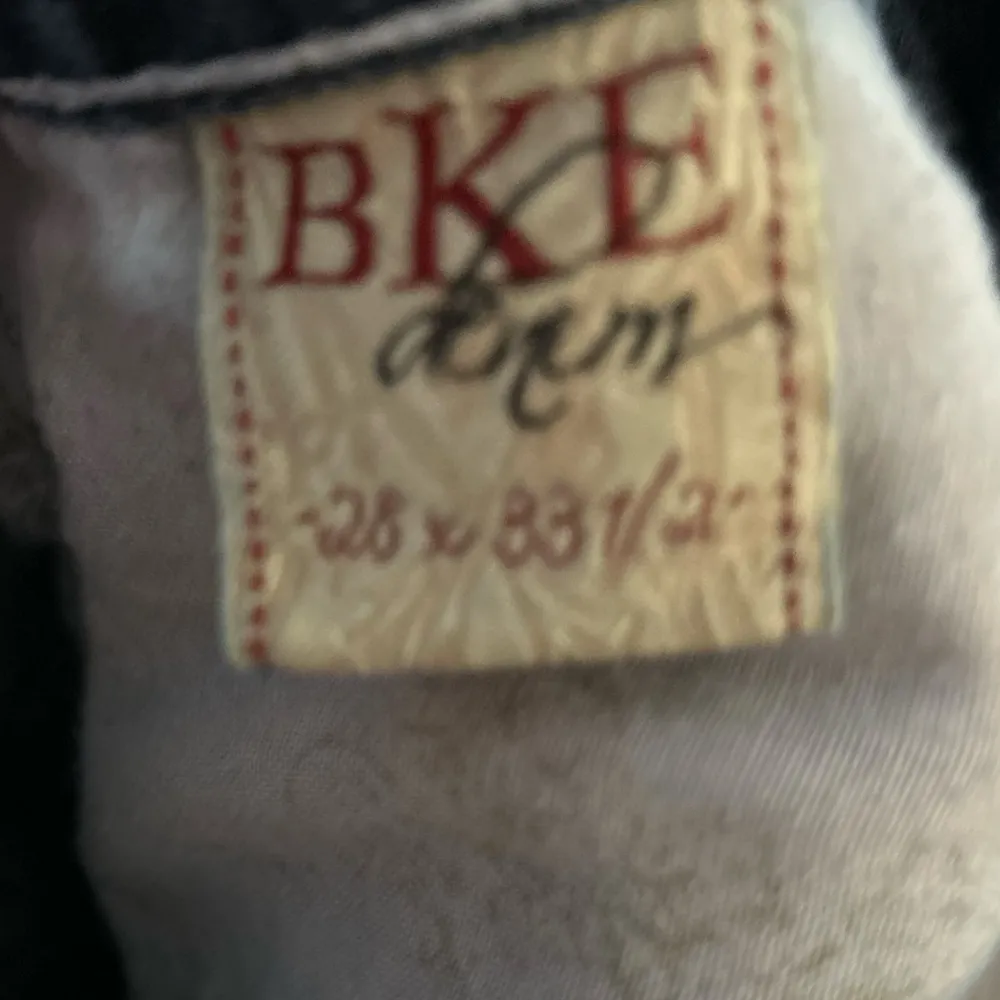 BKE
denim
-28 x 33 1/2-